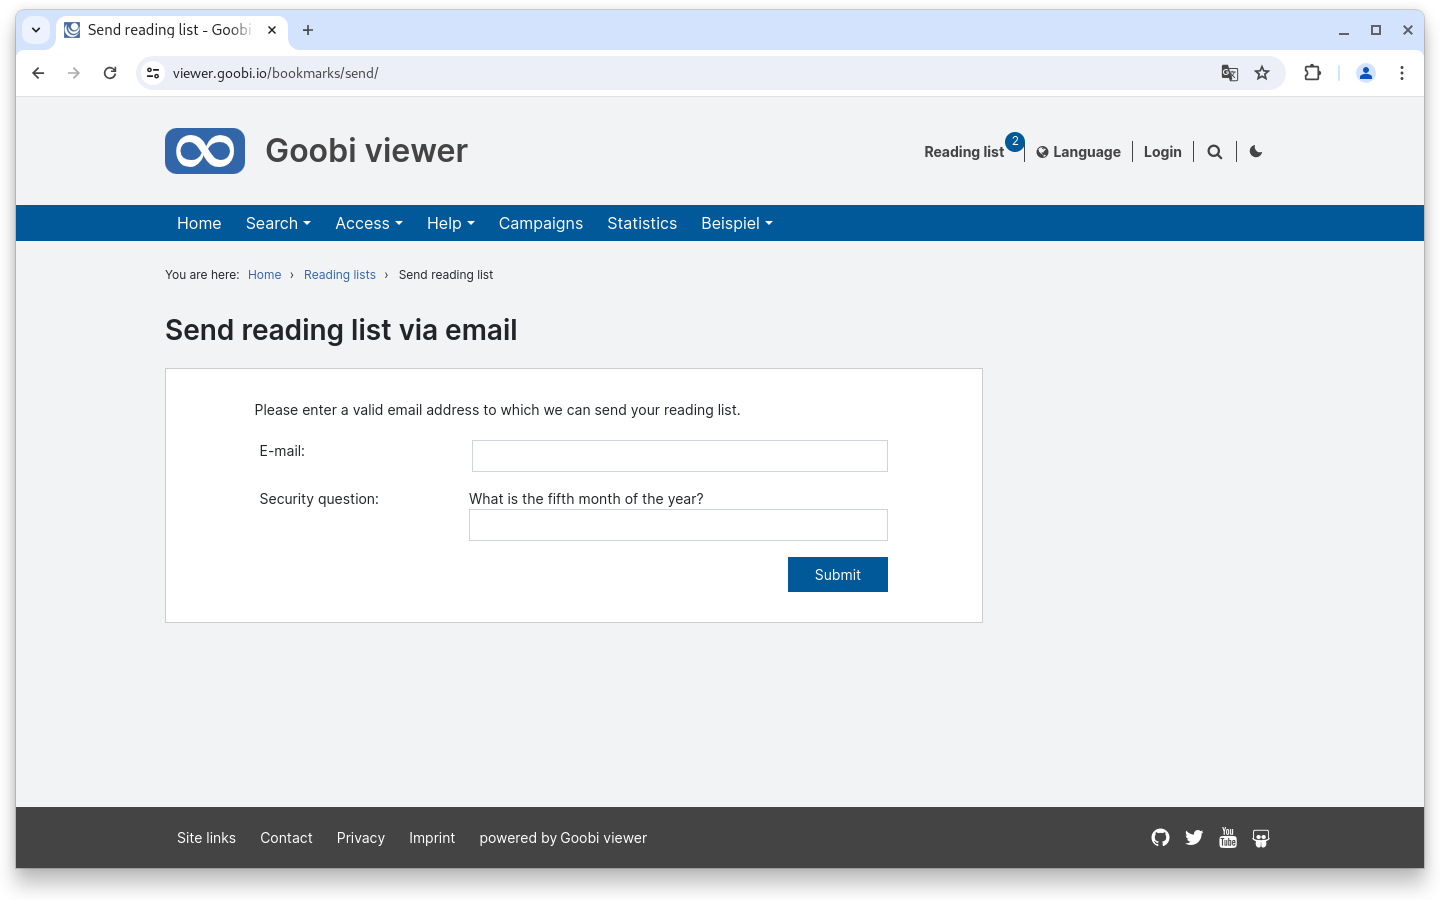 Send reading list - Goobi
viewer.goobi.io/bookmarks/send/
Goobi viewer
Reading list 2 Language Login
Home Search Access Help Campaigns Statistics Beispiel
You are here: Home › Reading lists › Send reading list
Send reading list via email
Please enter a valid email address to which we can send your reading list.
E-mail:
Security question: What is the fifth month of the year?
Submit
Site links Contact Privacy Imprint powered by Goobi viewer
You
Tube